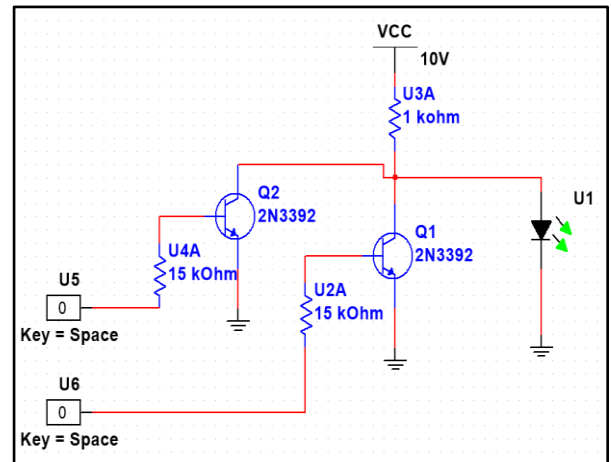 VCC
10V
U3A
1 kohm
Q2
2N3392
U1
Q1
2N3392
U4A
15 kOhm
U2A
15 kOhm
U5
0
Key = Space
U6
0
Key = Space